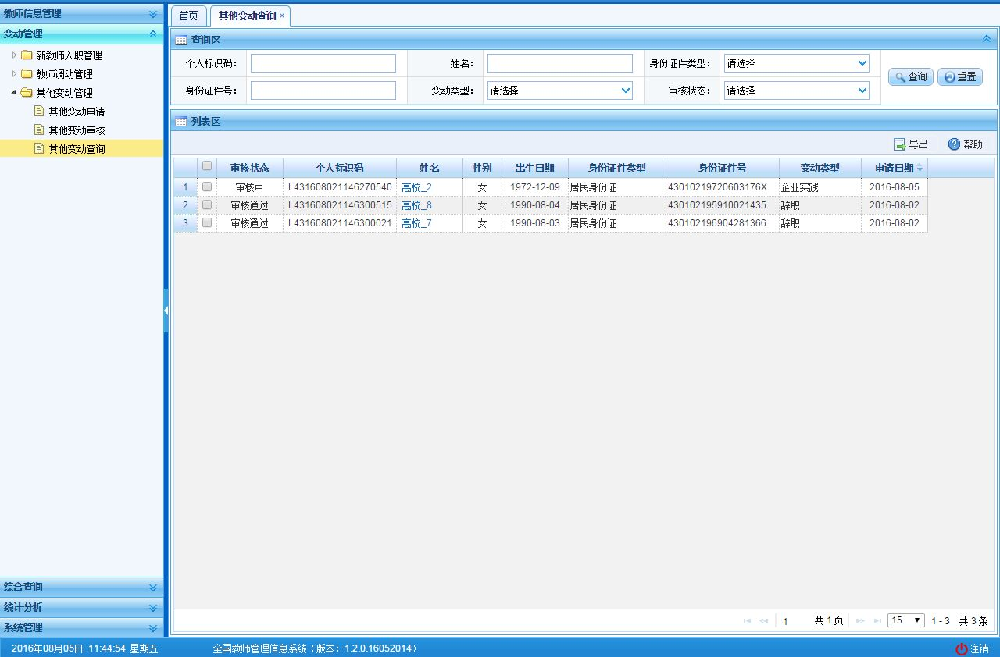 教师信息管理
变动管理
新教师入职管理
教师调动管理
其他变动管理
其他变动申请
其他变动审核
其他变动查询
综合查询
统计分析
系统管理
首页 其他变动查询 ×
查询区
个人标识码： 姓名： 身份证件类型： 请选择
身份证件号： 变动类型： 请选择 审核状态： 请选择
查询 重置
列表区
导出 帮助
审核状态 个人标识码 姓名 性别 出生日期 身份证件类型 身份证件号 变动类型 申请日期
1 审核中 L431608021146270540 高校_2 女 1972-12-09 居民身份证 43010219720603176X 企业实践 2016-08-05
2 审核通过 L431608021146300515 高校_8 女 1990-08-04 居民身份证 430102195910021435 辞职 2016-08-02
3 审核通过 L431608021146300021 高校_7 女 1990-08-03 居民身份证 430102196904281366 辞职 2016-08-02
1 共 1 页 15 1 - 3 共 3 条
2016年08月05日 11:44:54 星期五 全国教师管理信息系统（版本：1.2.0.16052014） 注销